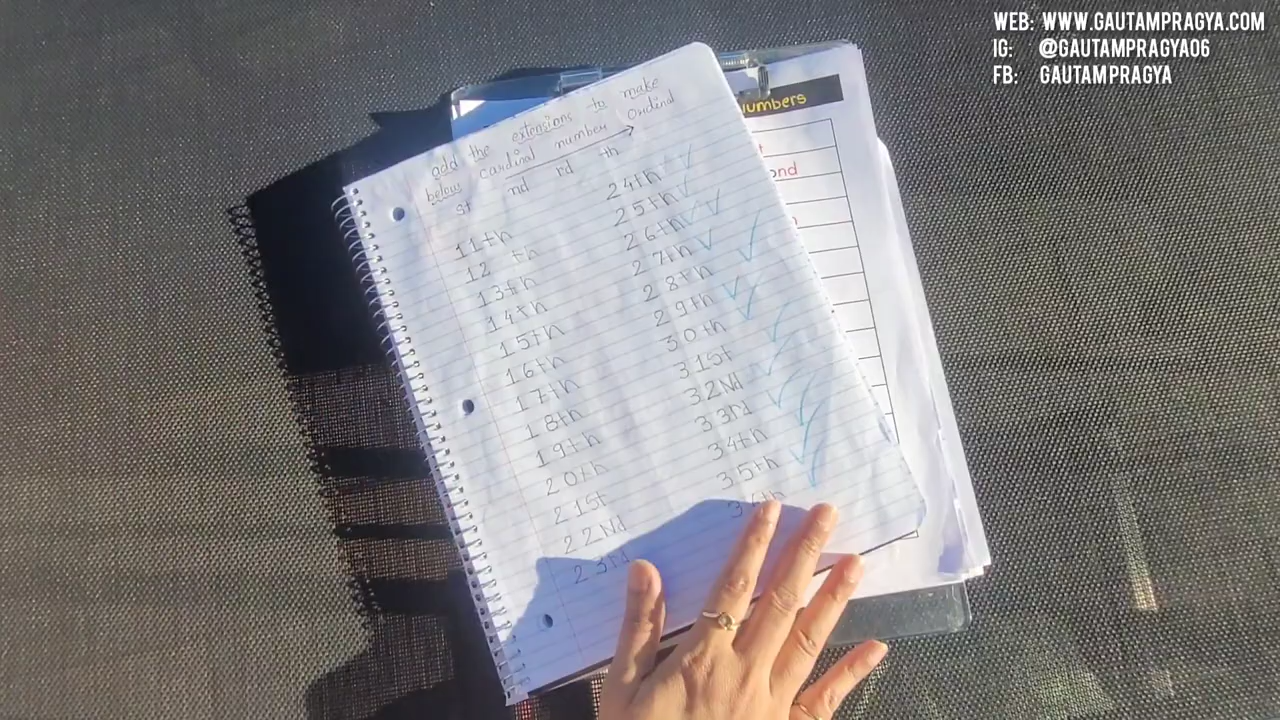 WEB: WWW.GAUTAMPRAGYA.COM
IG: @GAUTAMPRAGYA06
FB: GAUTAMPRAGYA
add the extensions to make
below cardinal number Ordinal
st nd rd th
11th
12 th
13th
14th
15th
16th
17th
18th
19th
20th
21st
22Nd
23rd
24th
25th
26th
27th
28th
29th
30th
31st
32Nd
33rd
34th
35th
36th
Numbers
nd